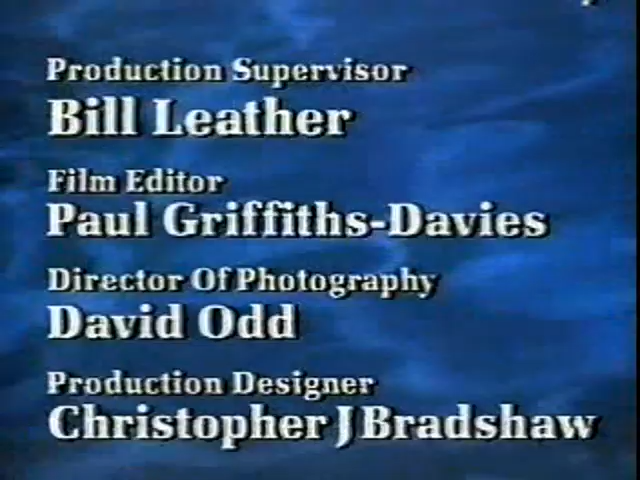 Production Supervisor
Bill Leather
Film Editor
Paul Griffiths-Davies
Director Of Photography
David Odd
Production Designer
Christopher J Bradshaw